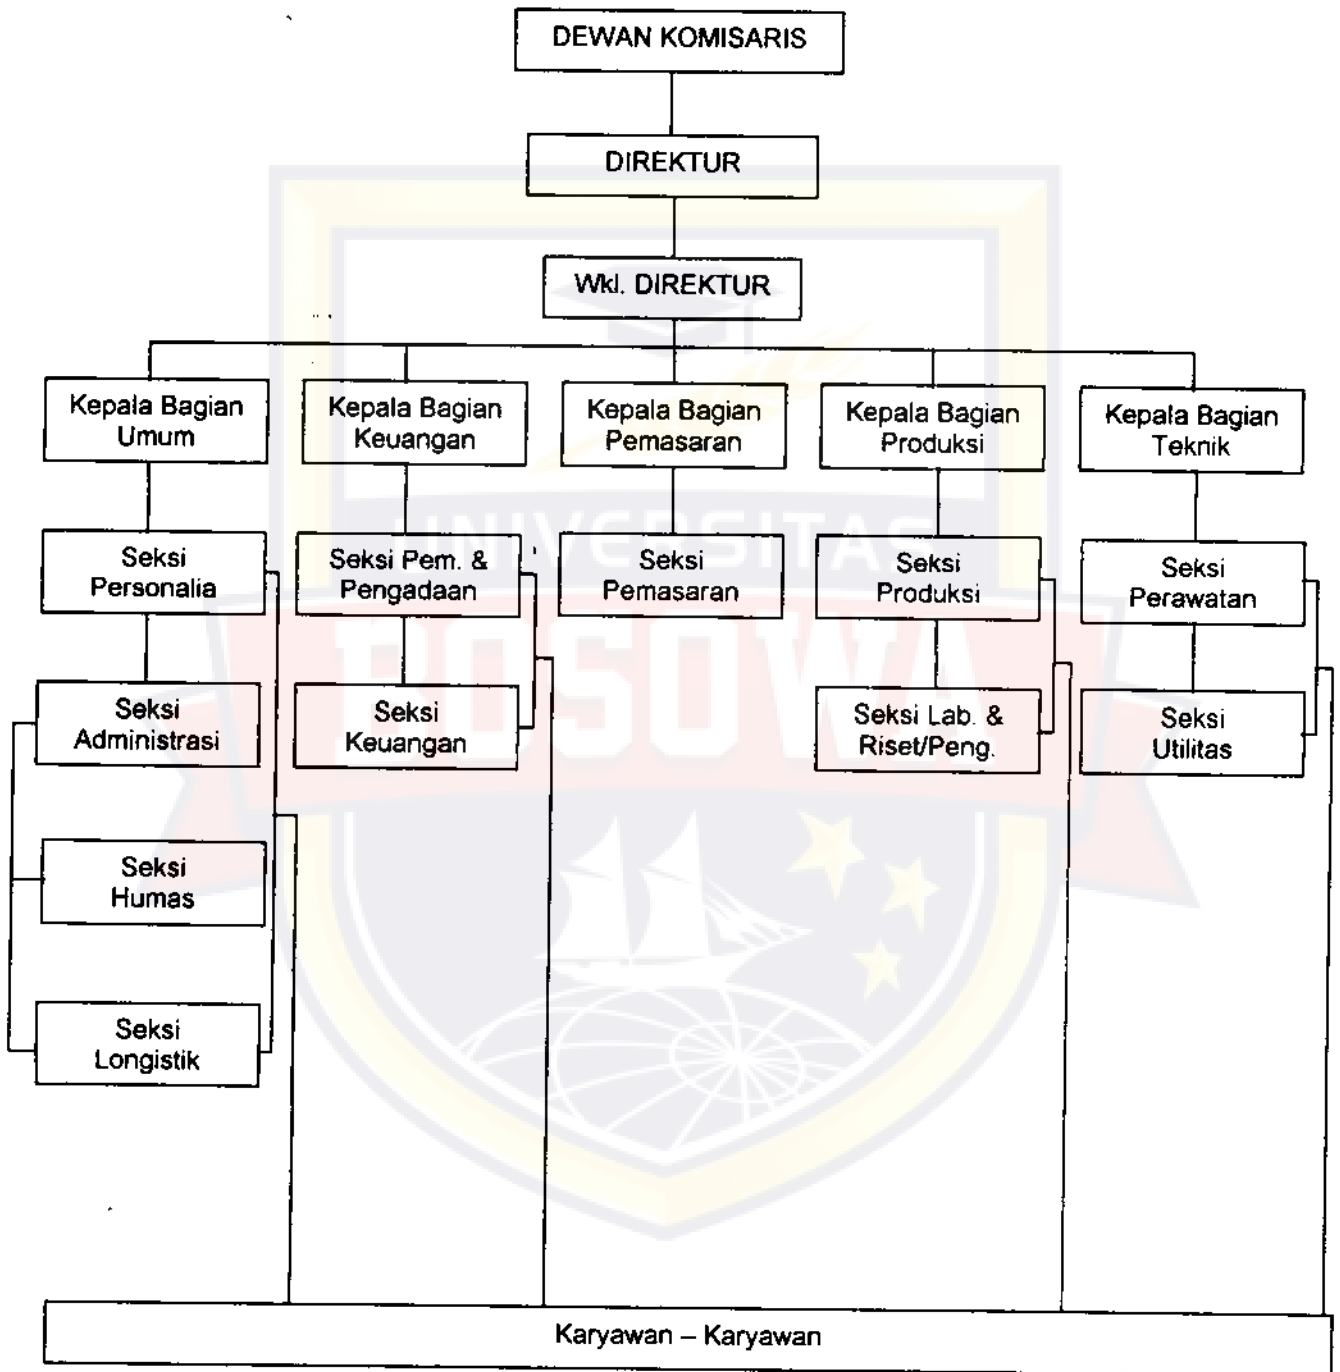 DEWAN KOMISARIS
DIREKTUR
Wkl. DIREKTUR
Kepala Bagian
Umum
Kepala Bagian
Keuangan
Kepala Bagian
Pemasaran
Kepala Bagian
Produksi
Kepala Bagian
Teknik
Seksi
Personalia
Seksi Pem. &
Pengadaan
Seksi
Pemasaran
Seksi
Produksi
Seksi
Perawatan
Seksi
Administrasi
Seksi
Keuangan
Seksi Lab. &
Riset/Peng.
Seksi
Utilitas
Seksi
Humas
Seksi
Longistik
Karyawan – Karyawan
UNIVERSITAS
BOSOWA